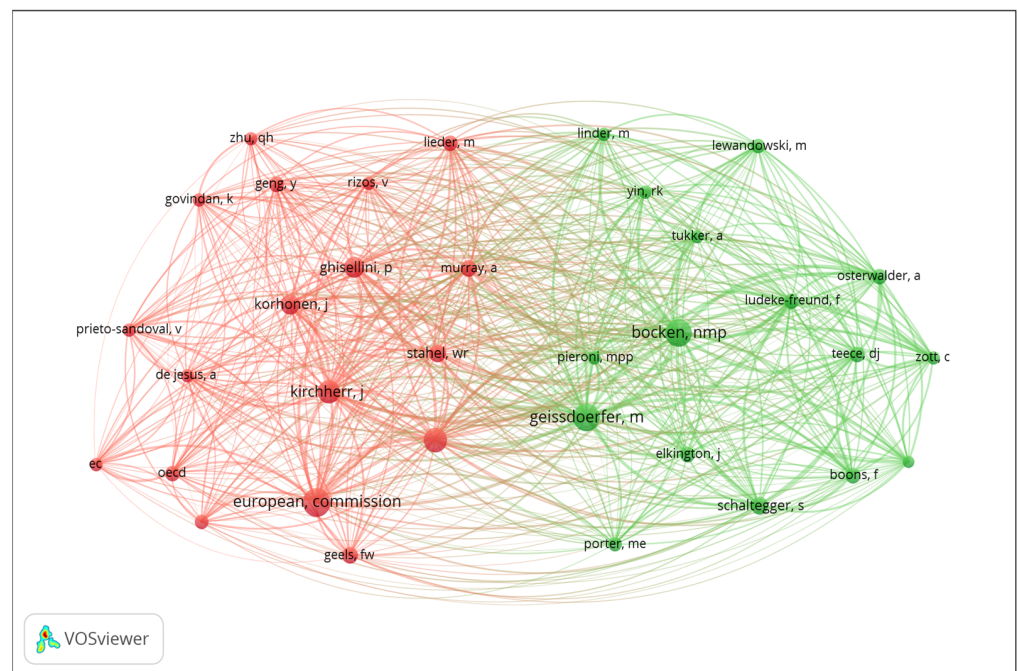 linder, m
zhu, qh
lieder, m
lewandowski, m
rizos, v
geng, y
yin, rk
govindan, k
tukker, a
ghisellini, p
murray, a
osterwalder, a
ludeke-freund, f
korhonen, j
prieto-sandoval, v
bocken, nmp
stahel, wr
pieroni, mpp
teece, dj
zott, c
de jesus, a
kirchherr, j
geissdoerfer, m
elkington, j
ec
oecd
boons, f
european, commission
schaltegger, s
porter, me
geels, fw
VOSviewer